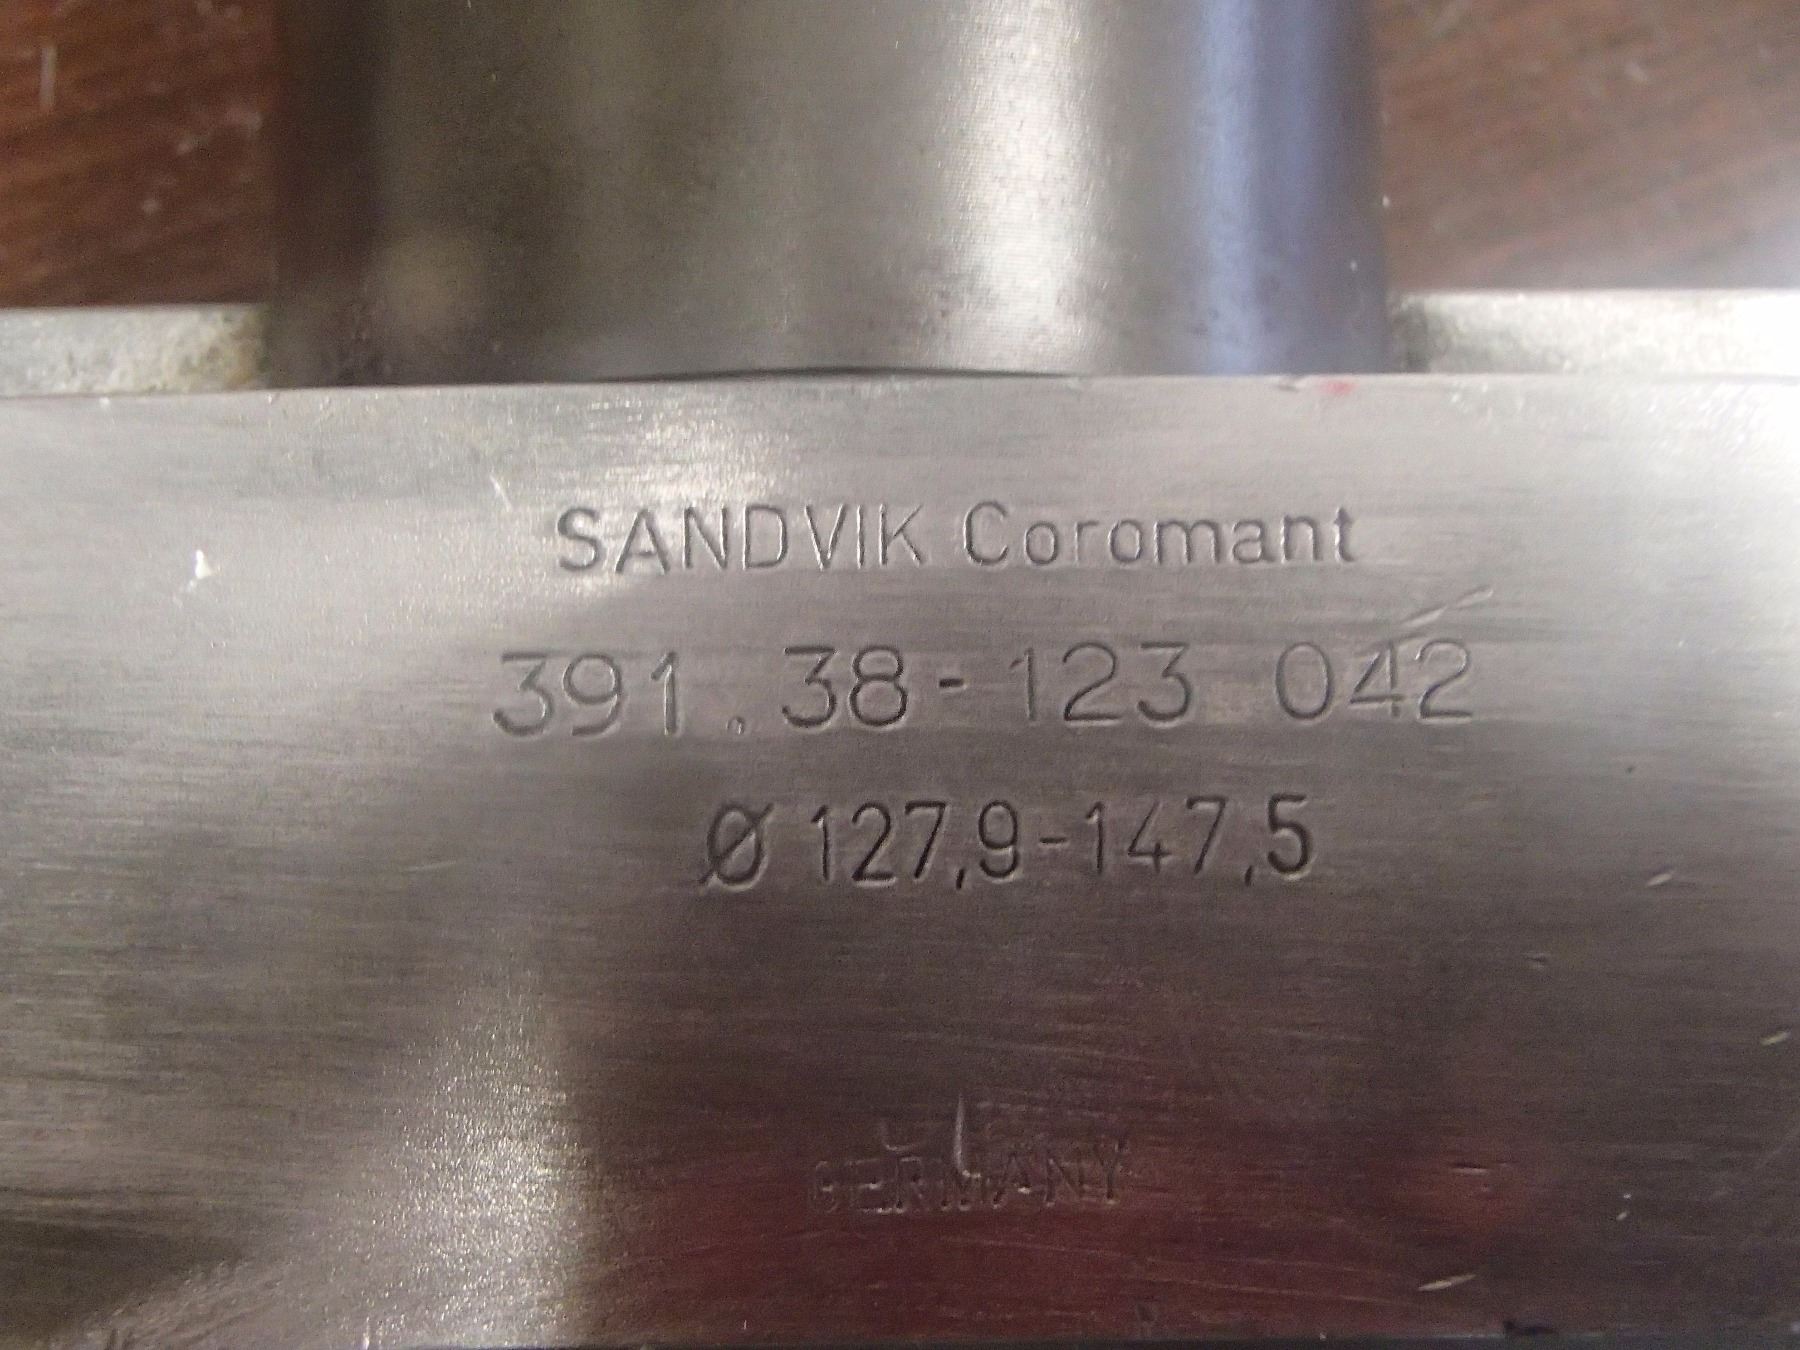 SANDVIK Coromant
391.38-123 042
Ø 127,9-147,5
GERMANY